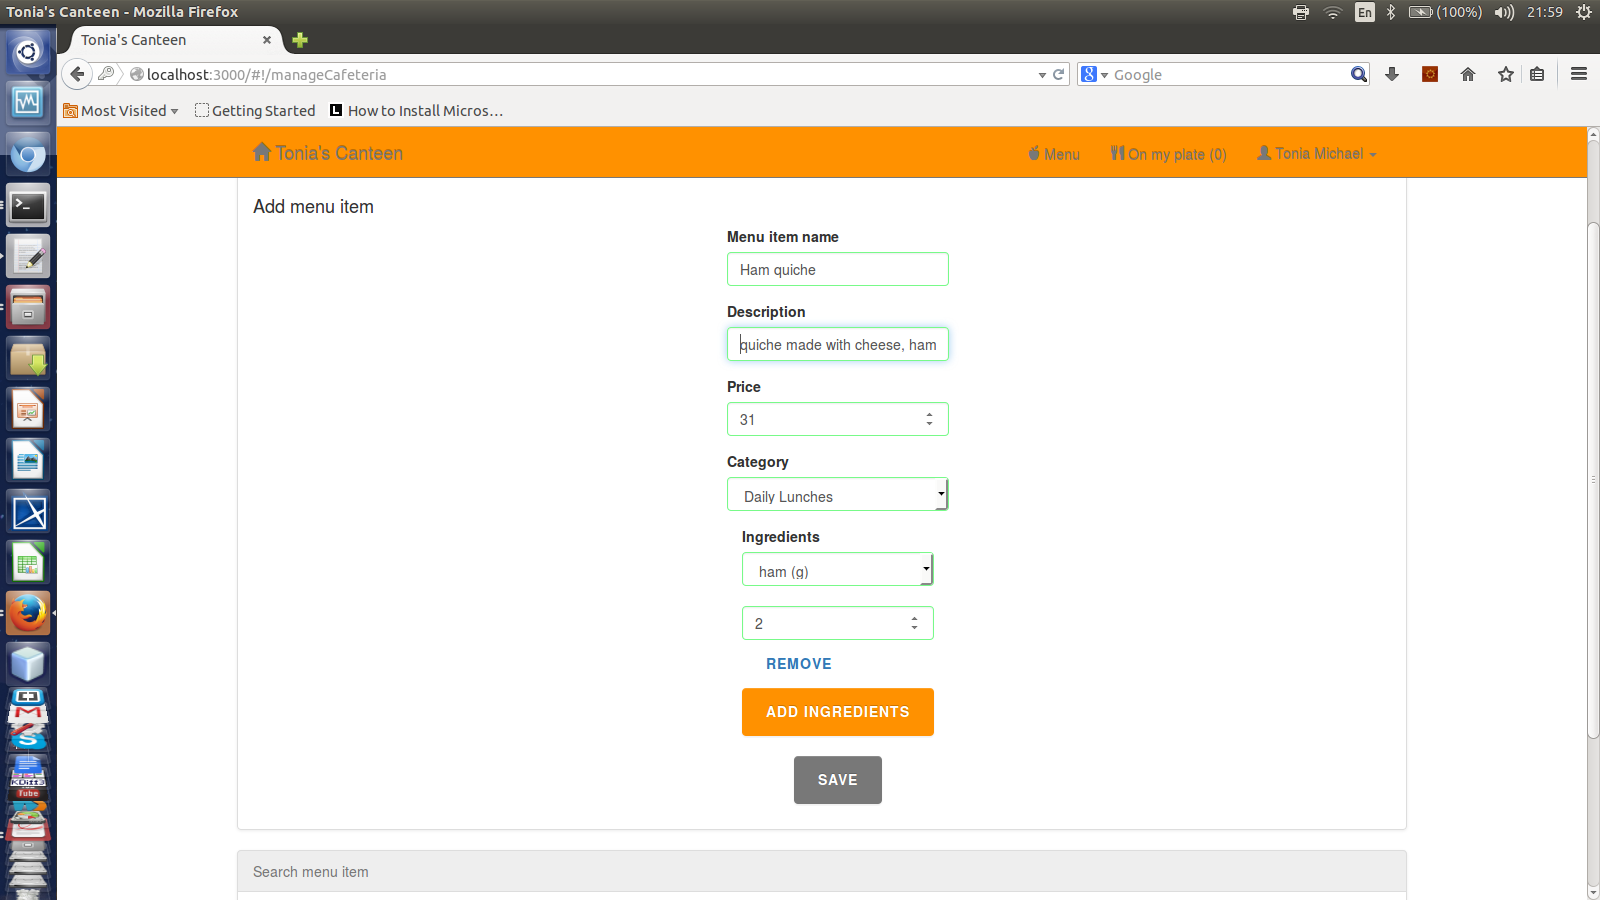 Tonia's Canteen - Mozilla Firefox
En
(100%)
21:59
Tonia's Canteen
localhost:3000/#!/manageCafeteria
8
Google
Most Visited
Getting Started
L
How to Install Micros...
Tonia's Canteen
Menu
On my plate (0)
Tonia Michael
Add menu item
Menu item name
Ham quiche
Description
quiche made with cheese, ham
Price
31
Category
Daily Lunches
Ingredients
ham (g)
2
REMOVE
ADD INGREDIENTS
SAVE
Search menu item
KDiff3
Tube